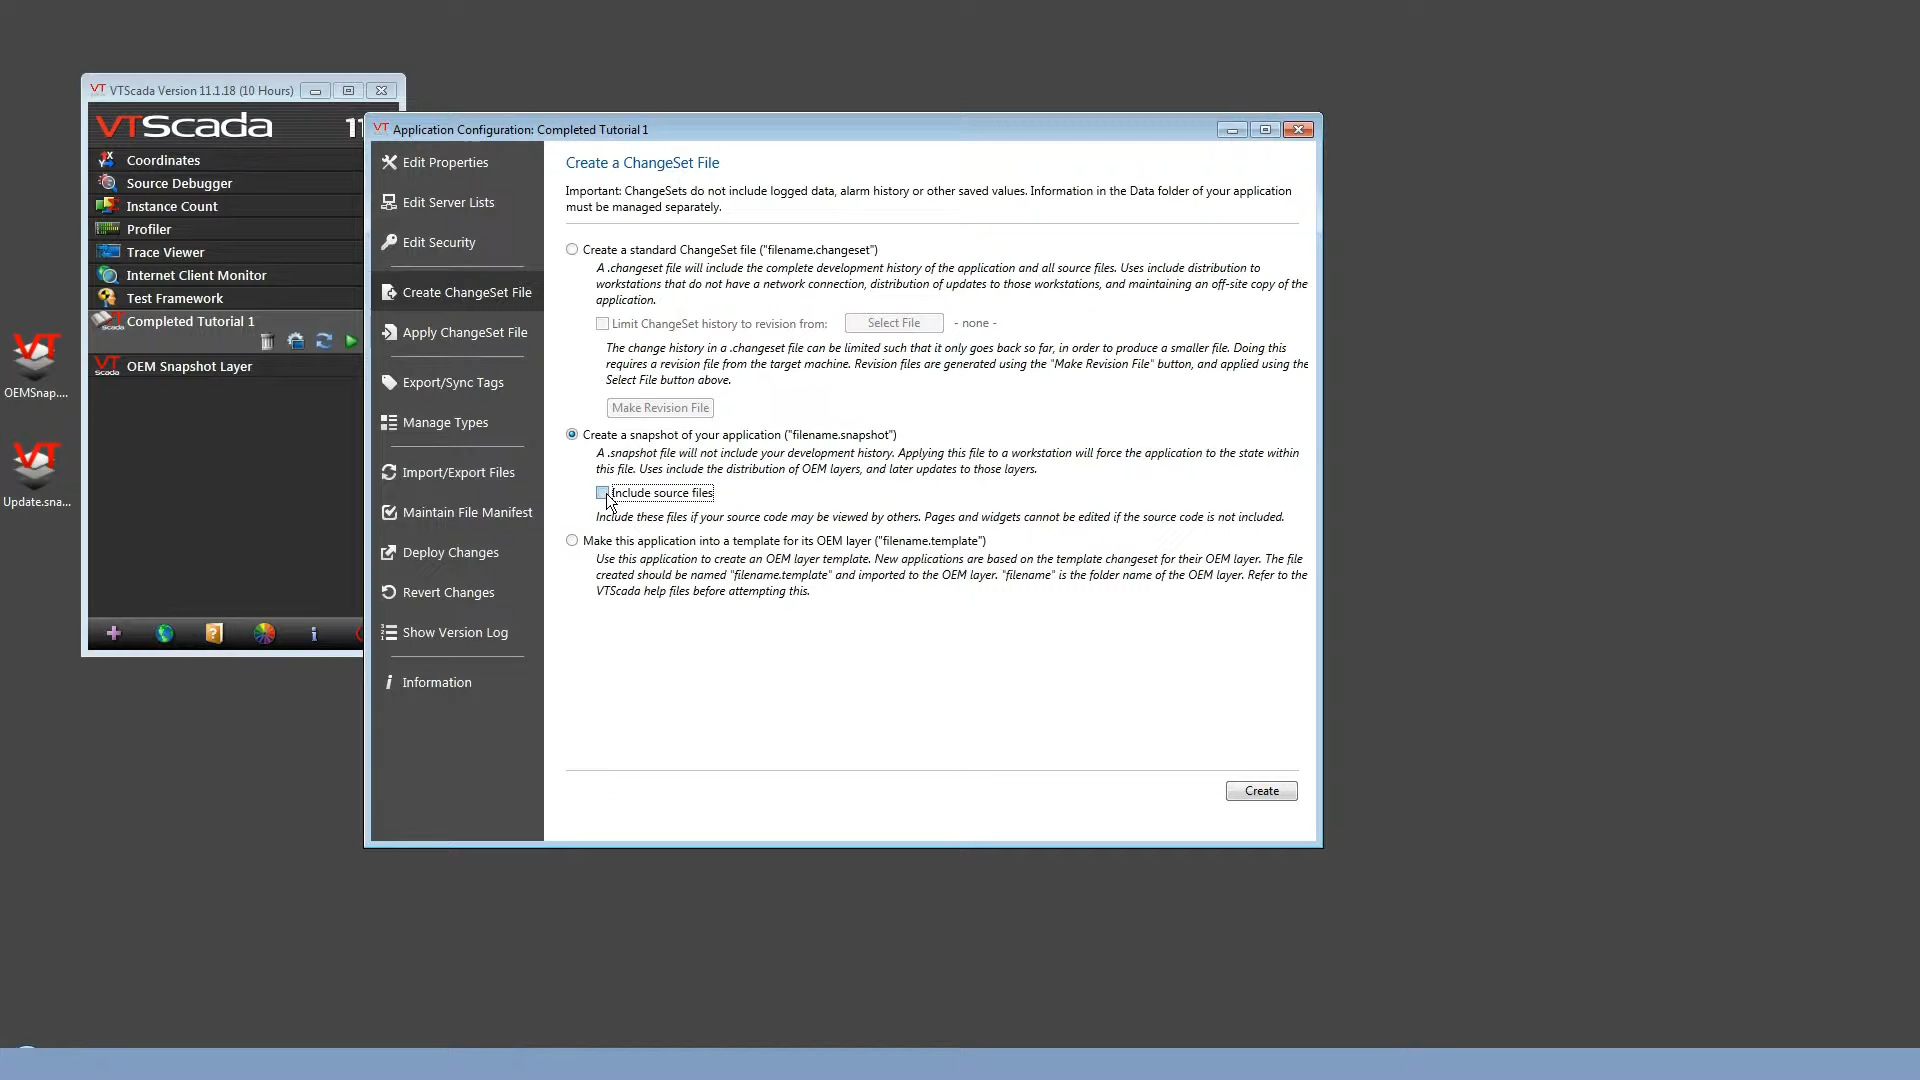 VTScada Version 11.1.18 (10 Hours)
VTScada 11
Coordinates
Source Debugger
Instance Count
Profiler
Trace Viewer
Internet Client Monitor
Test Framework
Completed Tutorial 1
OEM Snapshot Layer
OEMSnap....
Update.sna...
Application Configuration: Completed Tutorial 1
Edit Properties
Edit Server Lists
Edit Security
Create ChangeSet File
Apply ChangeSet File
Export/Sync Tags
Manage Types
Import/Export Files
Maintain File Manifest
Deploy Changes
Revert Changes
Show Version Log
Information
Create a ChangeSet File
Important: ChangeSets do not include logged data, alarm history or other saved values. Information in the Data folder of your application
must be managed separately.
Create a standard ChangeSet file ("filename.changeset")
A .changeset file will include the complete development history of the application and all source files. Uses include distribution to
workstations that do not have a network connection, distribution of updates to those workstations, and maintaining an off-site copy of the
application.
Limit ChangeSet history to revision from: Select File - none -
The change history in a .changeset file can be limited such that it only goes back so far, in order to produce a smaller file. Doing this
requires a revision file from the target machine. Revision files are generated using the "Make Revision File" button, and applied using the
Select File button above.
Make Revision File
Create a snapshot of your application ("filename.snapshot")
A .snapshot file will not include your development history. Applying this file to a workstation will force the application to the state within
this file. Uses include the distribution of OEM layers, and later updates to those layers.
Include source files
Include these files if your source code may be viewed by others. Pages and widgets cannot be edited if the source code is not included.
Make this application into a template for its OEM layer ("filename.template")
Use this application to create an OEM layer template. New applications are based on the template changeset for their OEM layer. The file
created should be named "filename.template" and imported to the OEM layer. "filename" is the folder name of the OEM layer. Refer to the
VTScada help files before attempting this.
Create